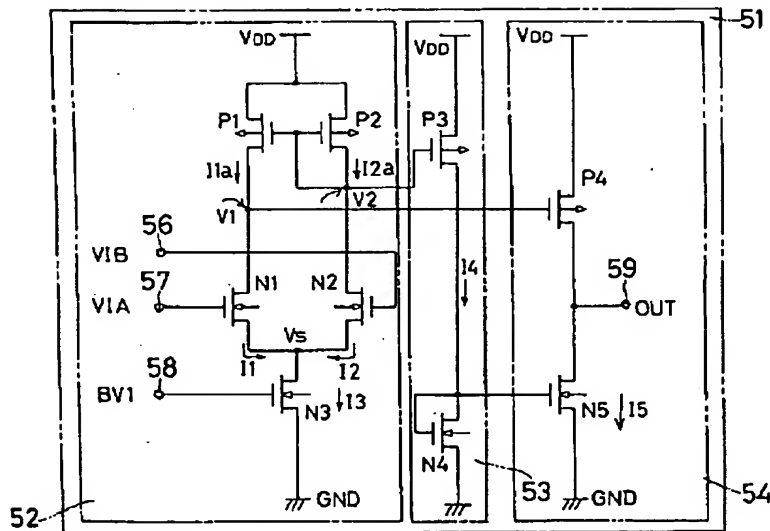 51
VDD
VDD
VDD
P1
P2
P3
I1a
I2a
P4
V1
V2
56
VIB
57
N1
N2
I4
59
VIA
OUT
Vs
58
I1
I2
BV1
N3
I3
N5
I5
N4
52
GND
53
GND
54